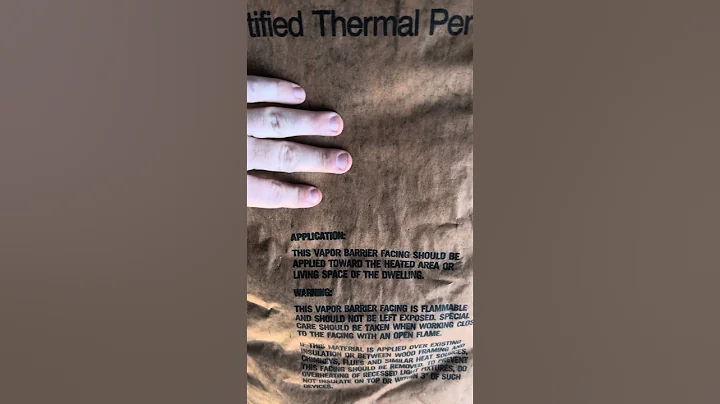 tified Thermal Per
APPLICATION:
THIS VAPOR BARRIER FACING SHOULD BE
APPLIED TOWARD THE HEATED AREA OR
LIVING SPACE OF THE DWELLING.
WARNING:
THIS VAPOR BARRIER FACING IS FLAMMABLE
AND SHOULD NOT BE LEFT EXPOSED. SPECIAL
CARE SHOULD BE TAKEN WHEN WORKING CLOS
TO THE FACING WITH AN OPEN FLAME.
IF THIS MATERIAL IS APPLIED OVER EXISTING
INSULATION OR BETWEEN WOOD FRAMING AND
CHIMNEYS, FLUES AND SIMILAR HEAT SOURCES,
THIS FACING SHOULD BE REMOVED TO PREVENT
OVERHEATING OF RECESSED LIGHT FIXTURES, DO
NOT INSULATE ON TOP OR WITHIN 3" OF SUCH
DEVICES.